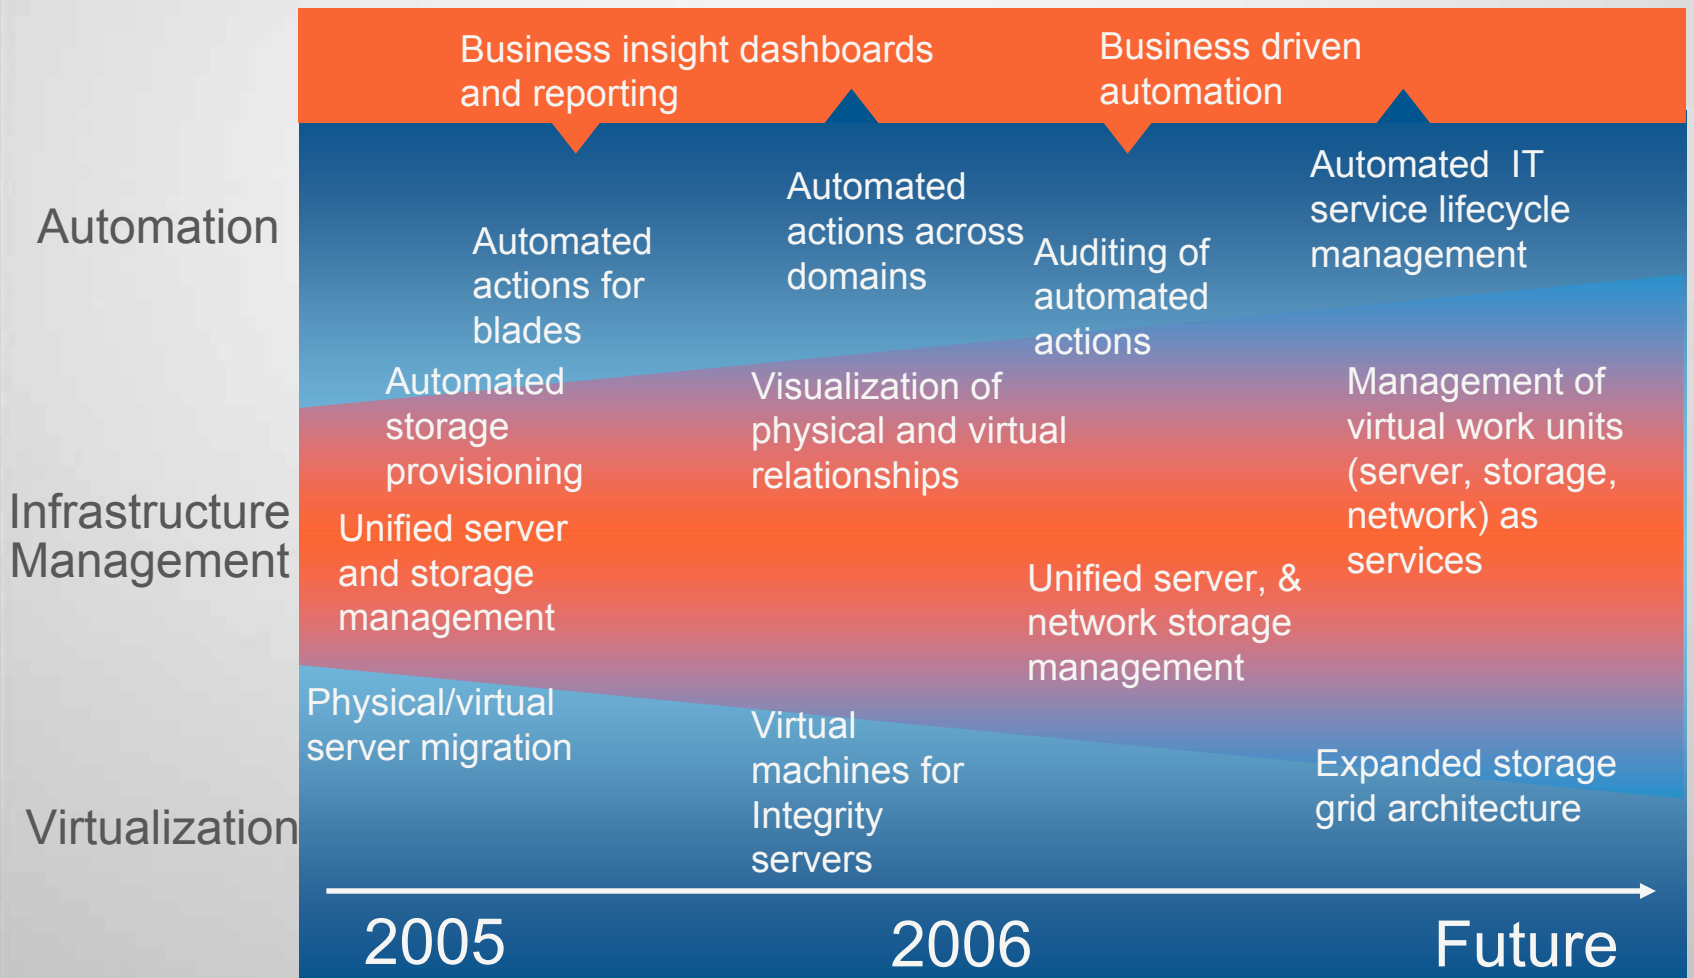 Business insight dashboards
and reporting
Business driven
automation
Automation
Automated
actions for
blades
Automated
actions across
domains
Auditing of
automated
actions
Automated  IT
service lifecycle
management
Infrastructure
Management
Automated
storage
provisioning
Unified server
and storage
management
Visualization of
physical and virtual
relationships
Unified server, &
network storage
management
Management of
virtual work units
(server, storage,
network) as
services
Virtualization
Physical/virtual
server migration
Virtual
machines for
Integrity
servers
Expanded storage
grid architecture
2005
2006
Future